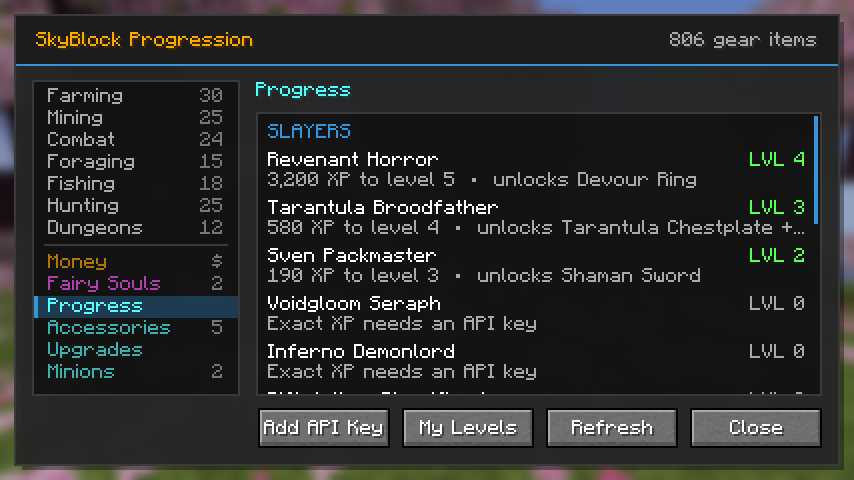 SkyBlock Progression
806 gear items
Farming 30
Mining 25
Combat 24
Foraging 15
Fishing 18
Hunting 25
Dungeons 12
Money $
Fairy Souls 2
Progress
Accessories 5
Upgrades
Minions 2
Progress
SLAYERS
Revenant Horror LVL 4
3,200 XP to level 5 • unlocks Devour Ring
Tarantula Broodfather LVL 3
580 XP to level 4 • unlocks Tarantula Chestplate +...
Sven Packmaster LVL 2
190 XP to level 3 • unlocks Shaman Sword
Voidgloom Seraph LVL 0
Exact XP needs an API key
Inferno Demonlord LVL 0
Exact XP needs an API key
Add API Key
My Levels
Refresh
Close